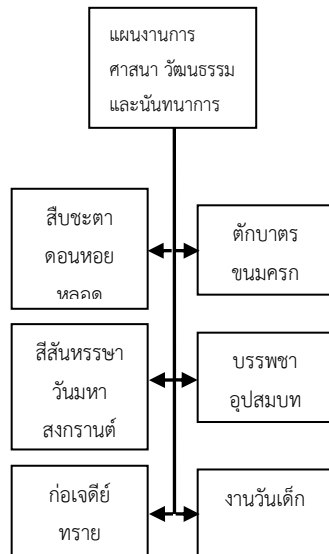 แผนงานการ
ศาสนา วัฒนธรรม
และนันทนาการ
สืบชะตา
ดอนหอย
หลอด
ตักบาตร
ขนมครก
สีสันหรรษา
วันมหา
สงกรานต์
บรรพชา
อุปสมบท
ก่อเจดีย์
ทราย
งานวันเด็ก